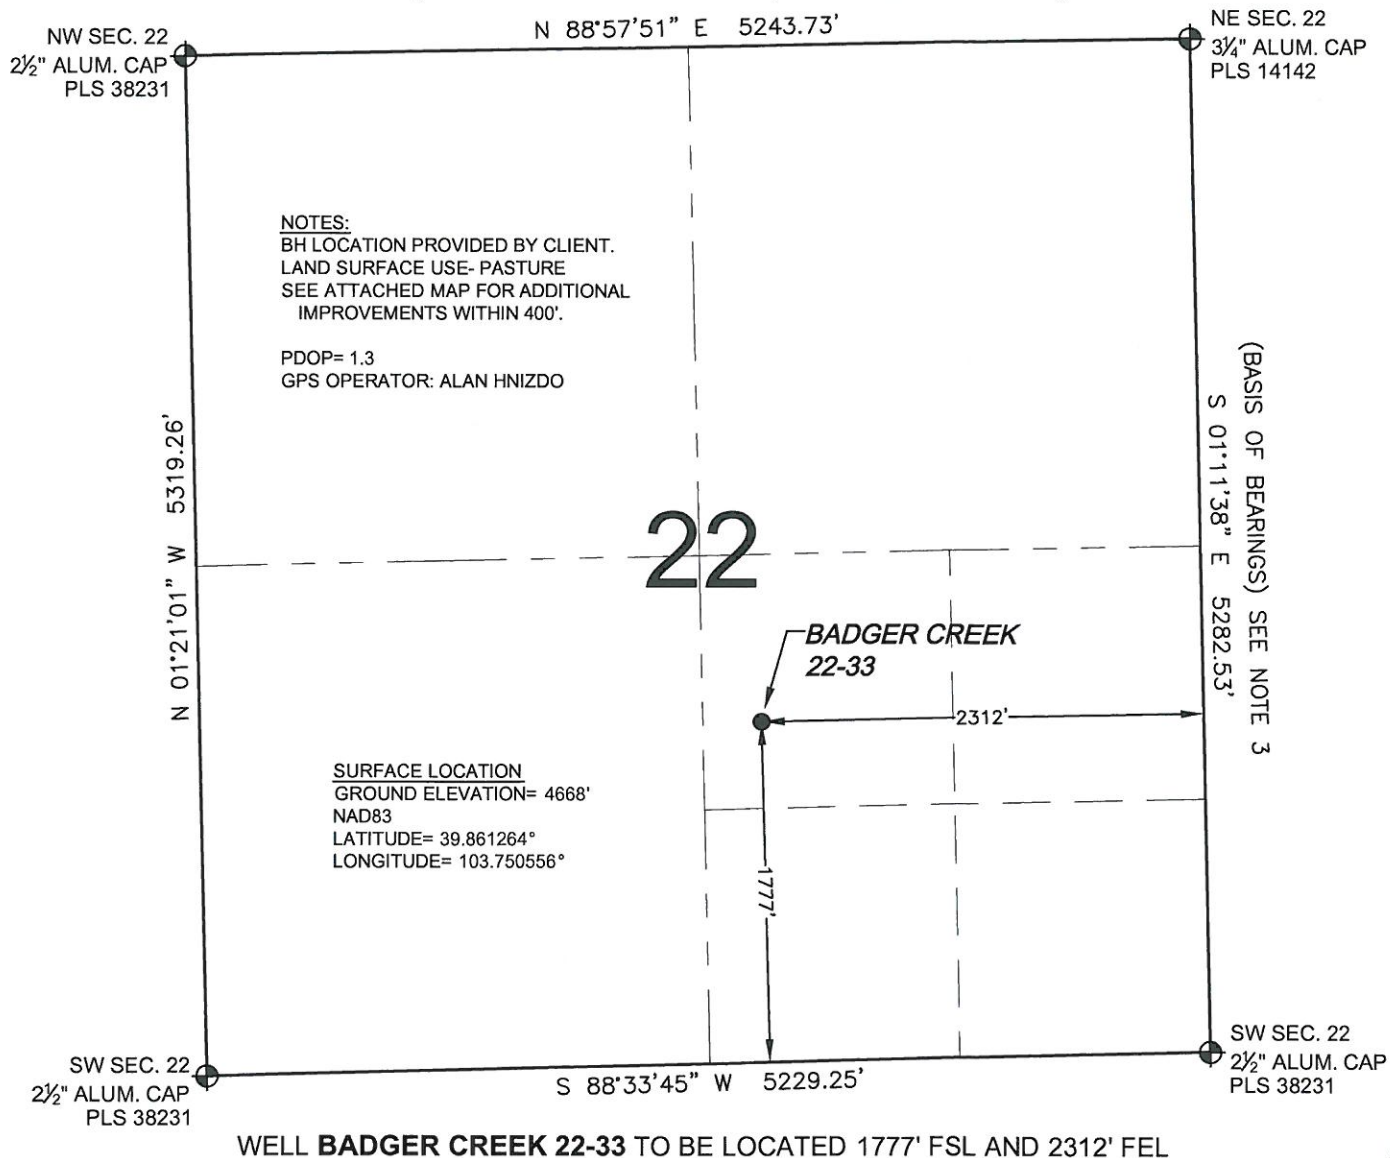 N 88°57'51" E 5243.73'
NW SEC. 22
2½" ALUM. CAP
PLS 38231
NE SEC. 22
3¼" ALUM. CAP
PLS 14142
NOTES:
BH LOCATION PROVIDED BY CLIENT.
LAND SURFACE USE- PASTURE
SEE ATTACHED MAP FOR ADDITIONAL
IMPROVEMENTS WITHIN 400'.
PDOP= 1.3
GPS OPERATOR: ALAN HNIZDO
N 01°21'01" W 5319.26'
S 01°11'38" E 5282.53'
(BASIS OF BEARINGS) SEE NOTE 3
22
BADGER CREEK
22-33
2312'
1777'
SURFACE LOCATION
GROUND ELEVATION= 4668'
NAD83
LATITUDE= 39.861264°
LONGITUDE= 103.750556°
SW SEC. 22
2½" ALUM. CAP
PLS 38231
S 88°33'45" W 5229.25'
SW SEC. 22
2½" ALUM. CAP
PLS 38231
WELL BADGER CREEK 22-33 TO BE LOCATED 1777' FSL AND 2312' FEL